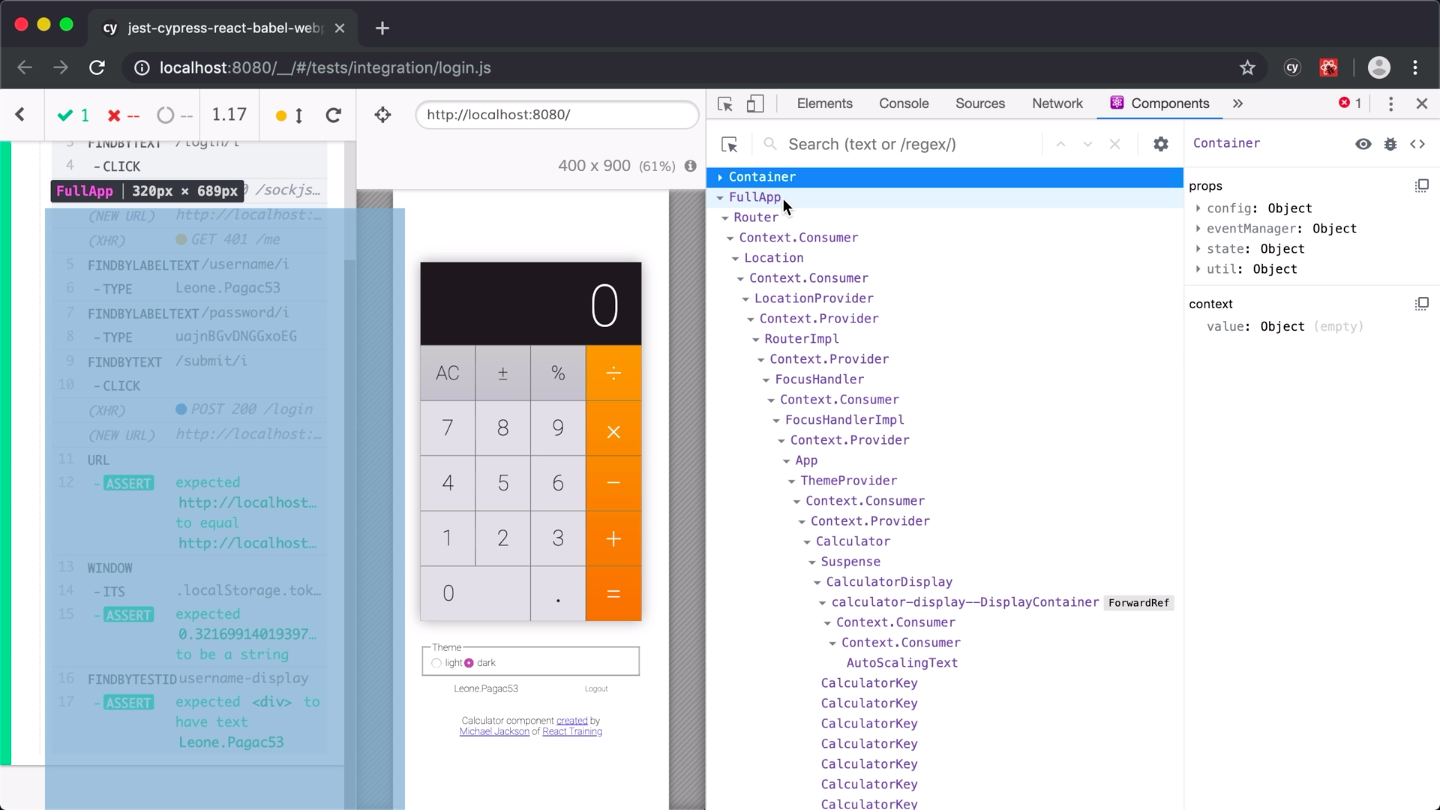 cy jest-cypress-react-babel-webp
localhost:8080/__/#/tests/integration/login.js
cy
1 -- -- 1.17
http://localhost:8080/
400 x 900 (61%)
3 FINDBYTEXT /login/i
4 -CLICK
FullApp | 320px × 689px
/sockjs…
(NEW URL) http://localhost:…
(XHR) GET 401 /me
5 FINDBYLABELTEXT /username/i
6 -TYPE Leone.Pagac53
7 FINDBYLABELTEXT /password/i
8 -TYPE uajnBGvDNGGxoEG
9 FINDBYTEXT /submit/i
10 -CLICK
(XHR) POST 200 /login
(NEW URL) http://localhost:…
11 URL
12 -ASSERT expected
http://localhost…
to equal
http://localhost…
13 WINDOW
14 -ITS .localStorage.tok…
15 -ASSERT expected
0.32169914019397…
to be a string
16 FINDBYTESTID username-display
17 -ASSERT expected <div> to
have text
Leone.Pagac53
0
AC ± % ÷
7 8 9 ×
4 5 6 −
1 2 3 +
0 . =
Theme
light dark
Leone.Pagac53 Logout
Calculator component created by
Michael Jackson of React Training
Elements Console Sources Network Components » 1
Search (text or /regex/)
Container
FullApp
Router
Context.Consumer
Location
Context.Consumer
LocationProvider
Context.Provider
RouterImpl
Context.Provider
FocusHandler
Context.Consumer
FocusHandlerImpl
Context.Provider
App
ThemeProvider
Context.Consumer
Context.Provider
Calculator
Suspense
CalculatorDisplay
calculator-display--DisplayContainer ForwardRef
Context.Consumer
Context.Consumer
AutoScalingText
CalculatorKey
CalculatorKey
CalculatorKey
CalculatorKey
CalculatorKey
CalculatorKey
CalculatorKey
Container
props
config: Object
eventManager: Object
state: Object
util: Object
context
value: Object (empty)